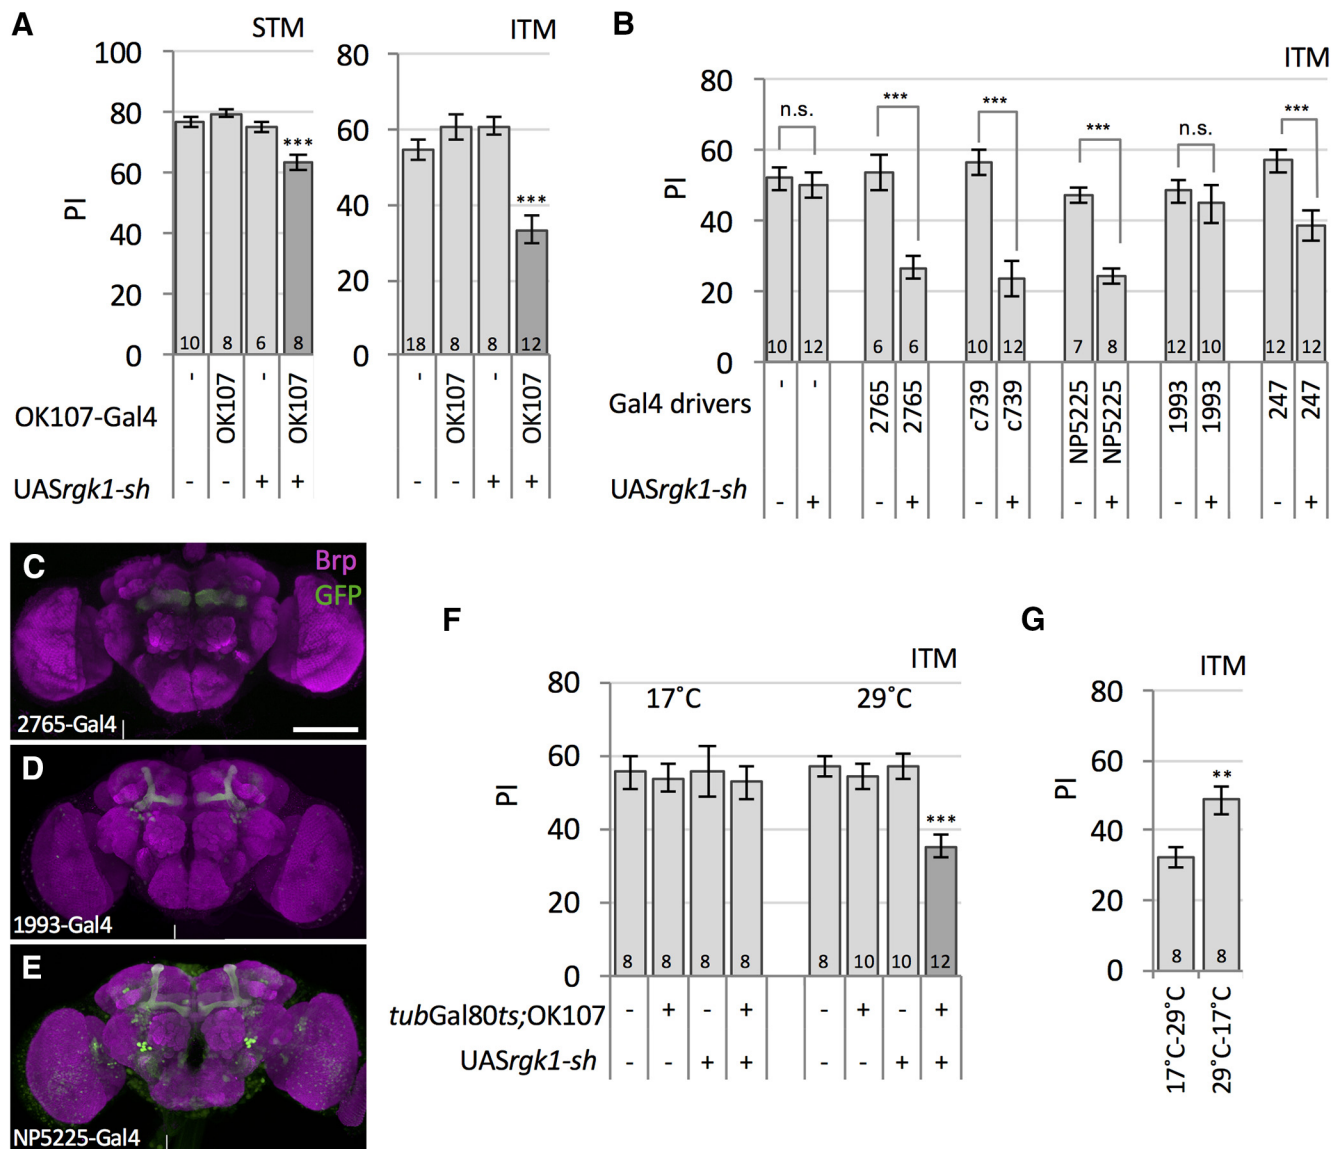 A
STM
ITM
PI
100
80
60
40
20
0
80
60
40
20
0
***
***
10 8 6 8
18 8 8 12
OK107-Gal4
- OK107 - OK107
- OK107 - OK107
UASrgk1-sh
- - + +
- - + +
B
ITM
PI
80
60
40
20
0
n.s. *** *** *** n.s. ***
10 12 6 6 10 12 7 8 12 10 12 12
Gal4 drivers
- - 2765 2765 c739 c739 NP5225 NP5225 1993 1993 247 247
UASrgk1-sh
- + - + - + - + - + - +
C
Brp
GFP
2765-Gal4
D
1993-Gal4
E
NP5225-Gal4
F
ITM
17˚C
29˚C
PI
80
60
40
20
0
***
8 8 8 8 8 10 10 12
tubGal80ts;OK107
- + - + - + - +
UASrgk1-sh
- - + + - - + +
G
ITM
PI
80
60
40
20
0
**
8 8
17˚C-29˚C
29˚C-17˚C